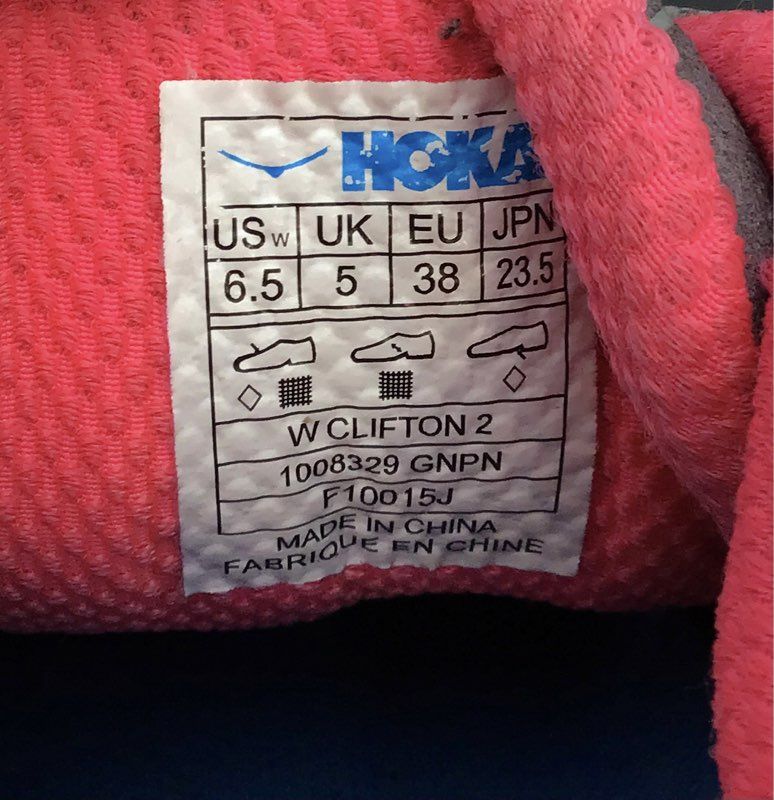 HOKA
USw UK EU JPN
6.5 5 38 23.5
W CLIFTON 2
1008329 GNPN
F10015J
MADE IN CHINA
FABRIQUE EN CHINE